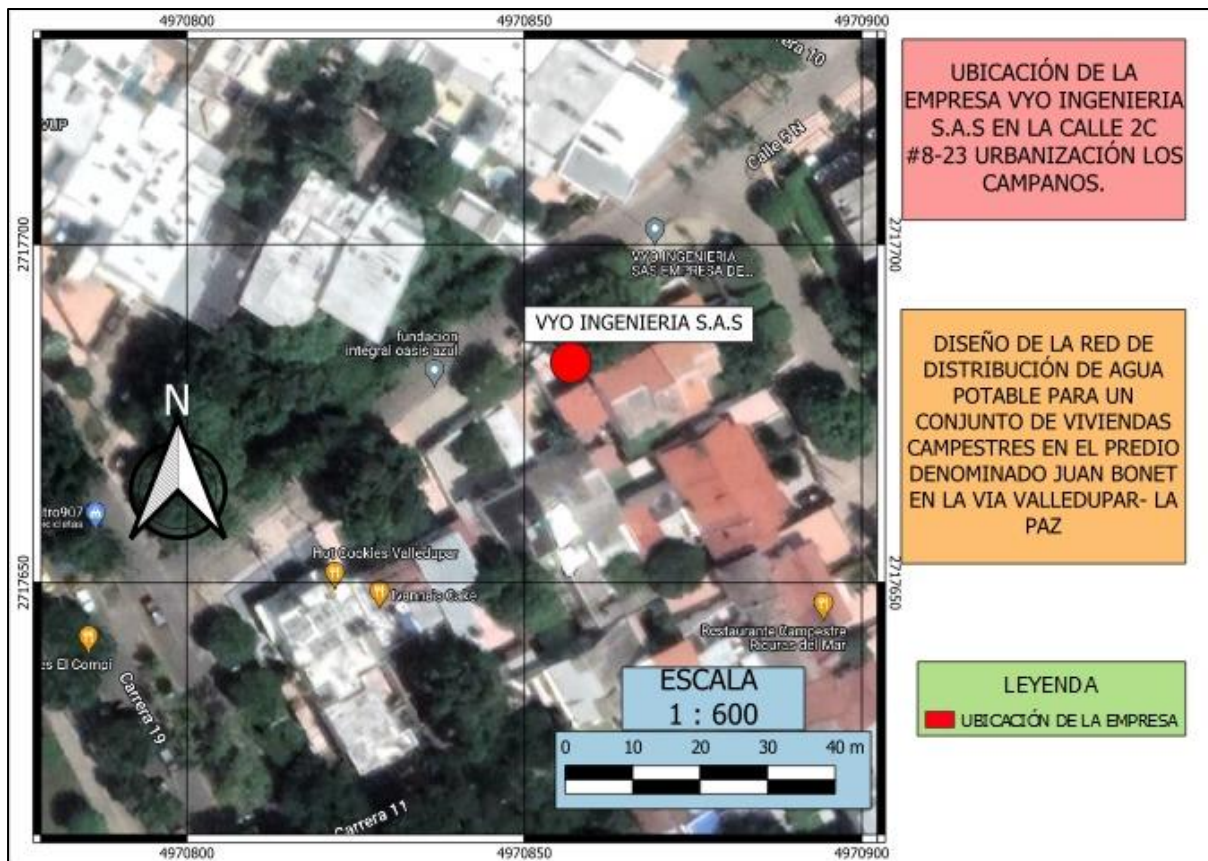 4970800
4970850
4970900
Carrera 10
Calle 5 N
2717700
2717700
VYO INGENIERIA
SAS EMPRESA DE...
VYO INGENIERIA S.A.S
fundacion
integral oasis azul
N
Hot Cookies Valledupar
2717650
2717650
Restaurante Campestre
Ricuras del Mar
es El Compi
Carrera 19
Carrera 11
ESCALA
1 : 600
0 10 20 30 40 m
4970800
4970850
4970900
UBICACIÓN DE LA
EMPRESA VYO INGENIERIA
S.A.S EN LA CALLE 2C
#8-23 URBANIZACIÓN LOS
CAMPANOS.
DISEÑO DE LA RED DE
DISTRIBUCIÓN DE AGUA
POTABLE PARA UN
CONJUNTO DE VIVIENDAS
CAMPESTRES EN EL PREDIO
DENOMINADO JUAN BONET
EN LA VIA VALLEDUPAR- LA
PAZ
LEYENDA
UBICACIÓN DE LA EMPRESA